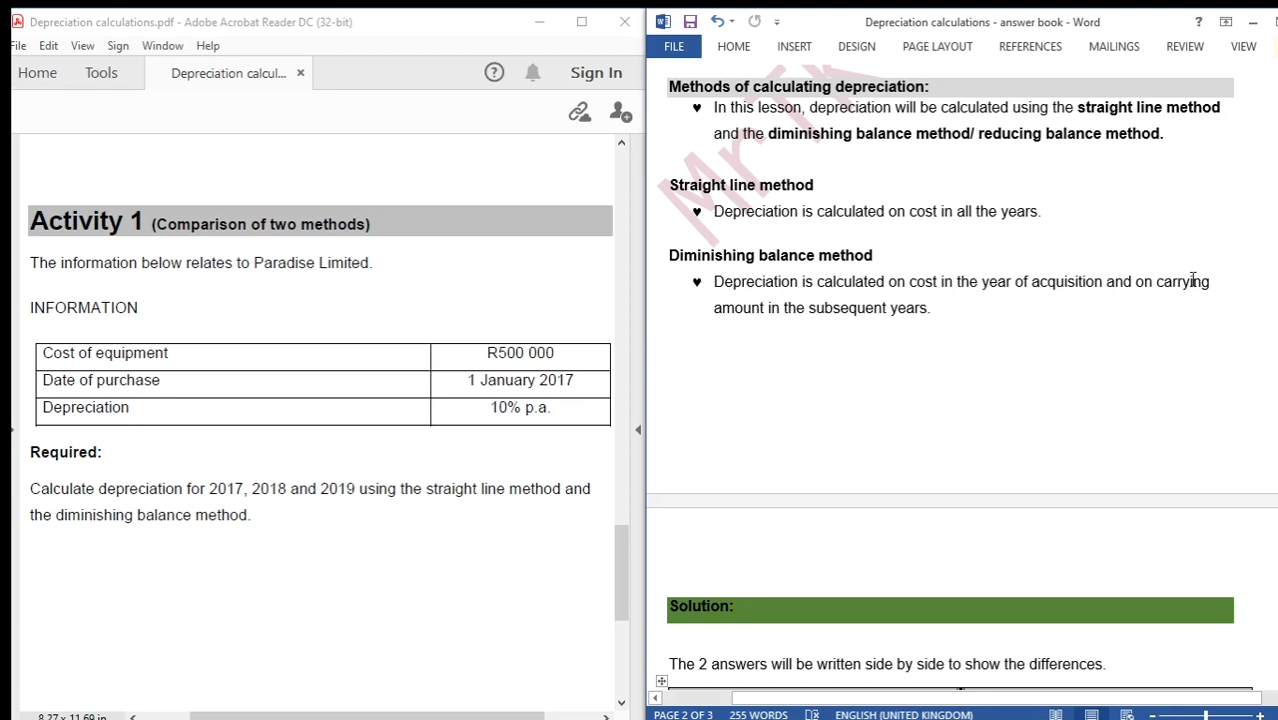 Depreciation calculations.pdf - Adobe Acrobat Reader DC (32-bit)
File Edit View Sign Window Help
Home Tools Depreciation calcul... × Sign In
Activity 1 (Comparison of two methods)
The information below relates to Paradise Limited.
INFORMATION
Cost of equipment R500 000
Date of purchase 1 January 2017
Depreciation 10% p.a.
Required:
Calculate depreciation for 2017, 2018 and 2019 using the straight line method and
the diminishing balance method.
8.27 x 11.69 in
Depreciation calculations - answer book - Word
FILE HOME INSERT DESIGN PAGE LAYOUT REFERENCES MAILINGS REVIEW VIEW
Methods of calculating depreciation:
♥ In this lesson, depreciation will be calculated using the straight line method
and the diminishing balance method/ reducing balance method.
Straight line method
♥ Depreciation is calculated on cost in all the years.
Diminishing balance method
♥ Depreciation is calculated on cost in the year of acquisition and on carrying
amount in the subsequent years.
Solution:
The 2 answers will be written side by side to show the differences.
PAGE 2 OF 3 255 WORDS ENGLISH (UNITED KINGDOM)